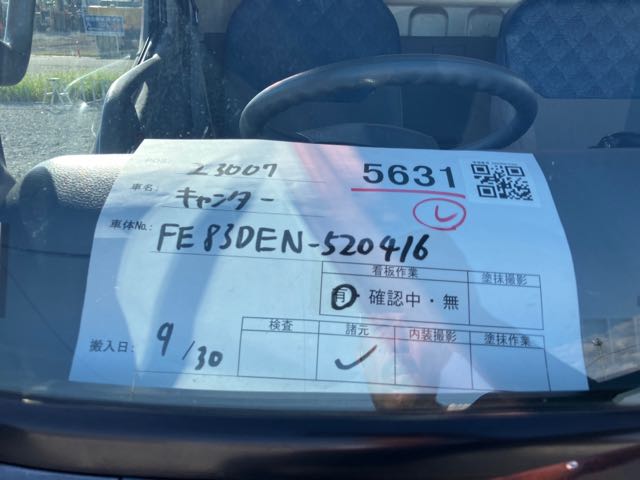 POS: 23007
5631
車名: キャンター
車体No.: FE83DEN-520416
看板作業 塗抹撮影
有・確認中・無
検査 諸元 内装撮影 塗抹作業
搬入日: 9/30